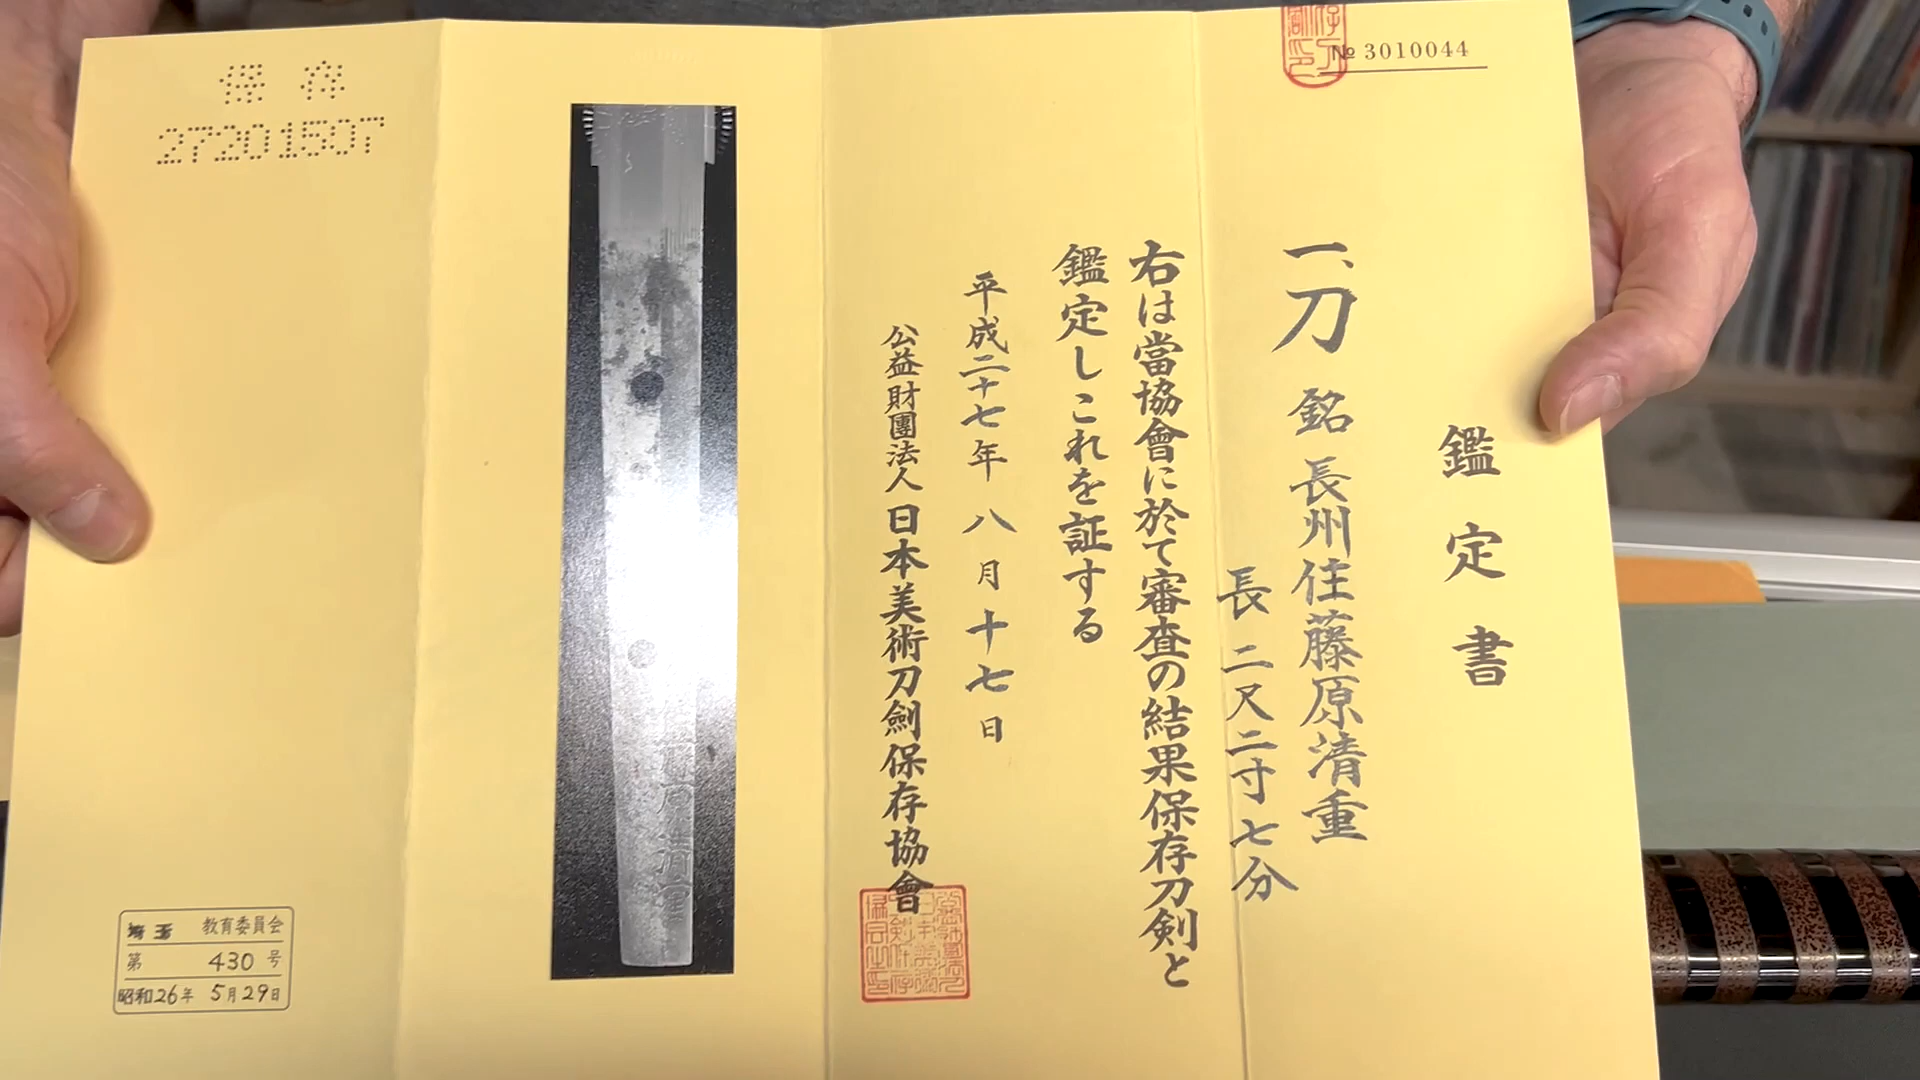 № 3010044
鑑定書
一、刀 銘 長州住藤原清重
長 二尺二寸七分
右は當協會に於て審査の結果保存刀剣と
鑑定しこれを証する
平成二十七年 八月十七日
公益財團法人 日本美術刀劍保存協會
保存
27201507
埼玉 教育委員会
第 430 号
昭和26年 5月29日